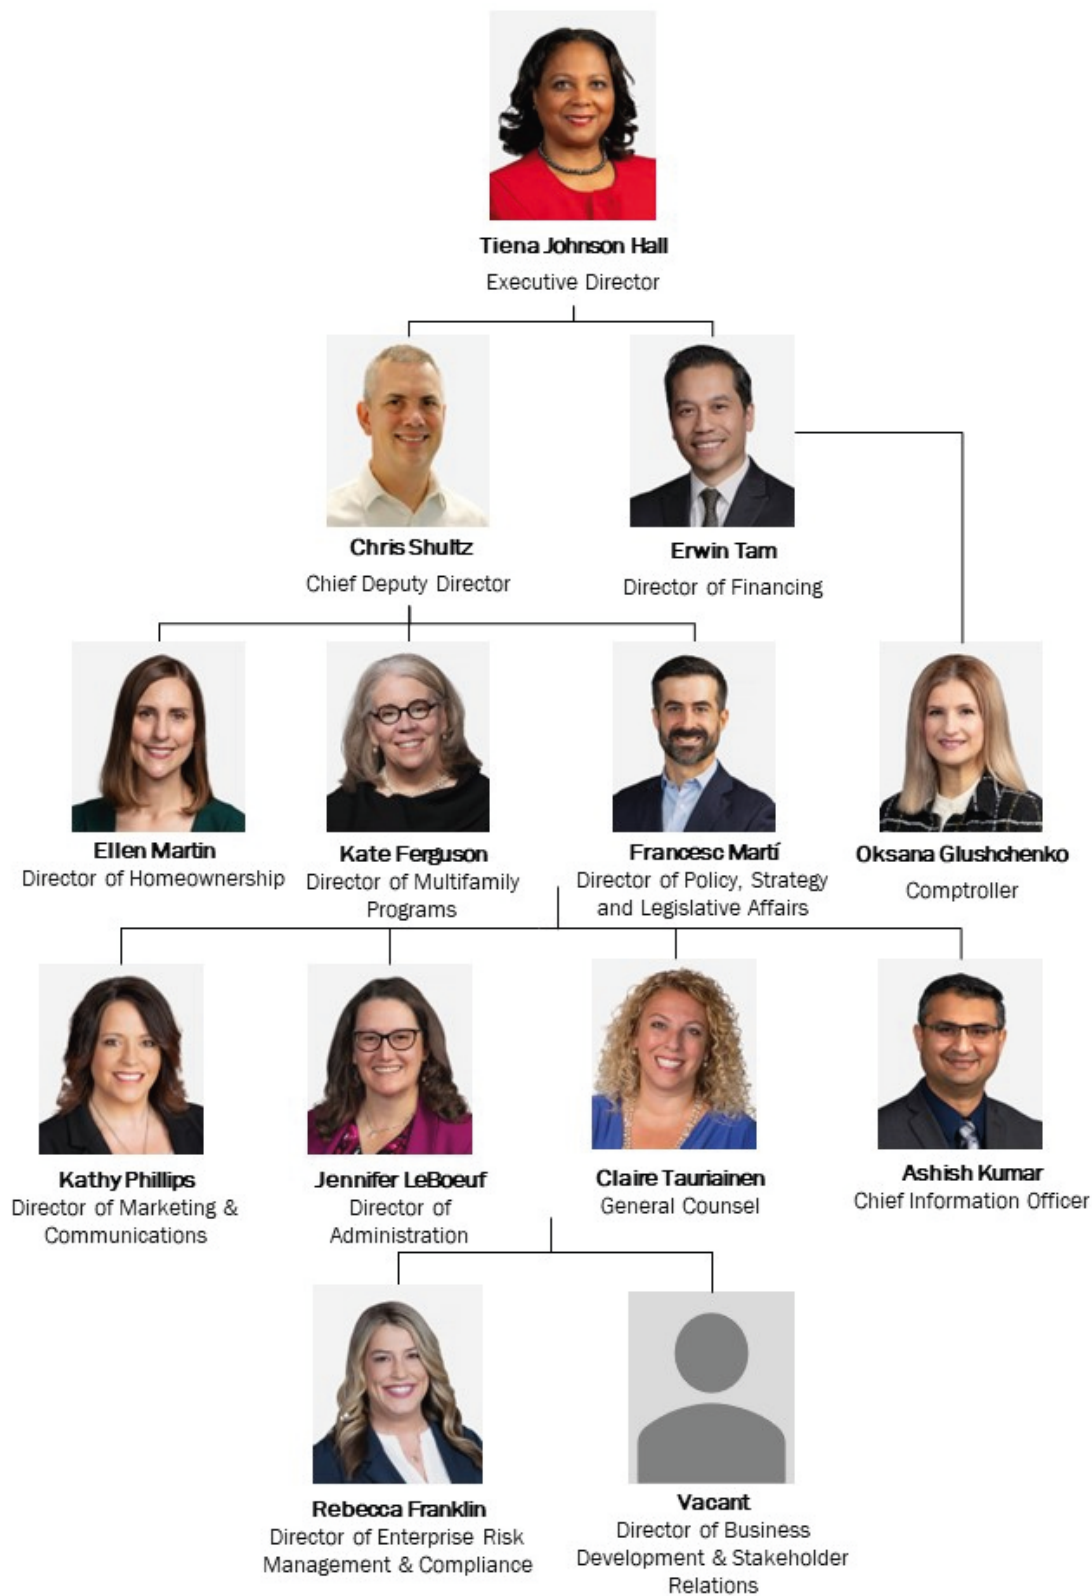 Tiena Johnson Hall
Executive Director
Chris Shultz
Chief Deputy Director
Erwin Tam
Director of Financing
Ellen Martin
Director of Homeownership
Kate Ferguson
Director of Multifamily
Programs
Francesc Martí
Director of Policy, Strategy
and Legislative Affairs
Oksana Glushchenko
Comptroller
Kathy Phillips
Director of Marketing &
Communications
Jennifer LeBoeuf
Director of
Administration
Claire Tauriainen
General Counsel
Ashish Kumar
Chief Information Officer
Rebecca Franklin
Director of Enterprise Risk
Management & Compliance
Vacant
Director of Business
Development & Stakeholder
Relations